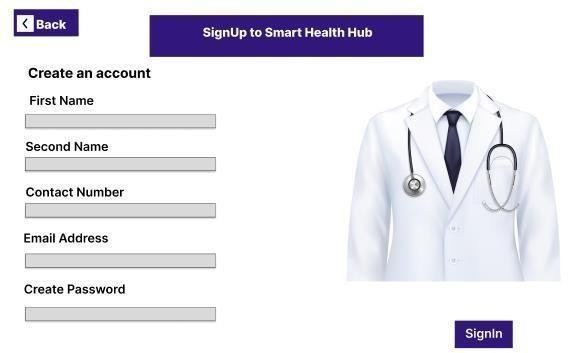 Back
SignUp to Smart Health Hub
Create an account
First Name
Second Name
Contact Number
Email Address
Create Password
SignIn